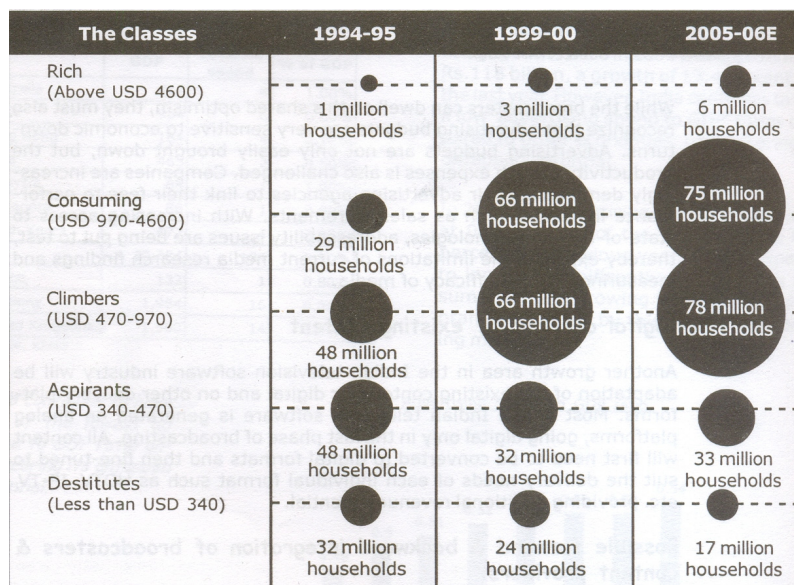 The Classes 1994-95 1999-00 2005-06E
Rich
(Above USD 4600)
1 million
households
3 million
households
6 million
households
Consuming
(USD 970-4600)
29 million
households
66 million
households
75 million
households
Climbers
(USD 470-970)
48 million
households
66 million
households
78 million
households
Aspirants
(USD 340-470)
48 million
households
32 million
households
33 million
households
Destitutes
(Less than USD 340)
32 million
households
24 million
households
17 million
households